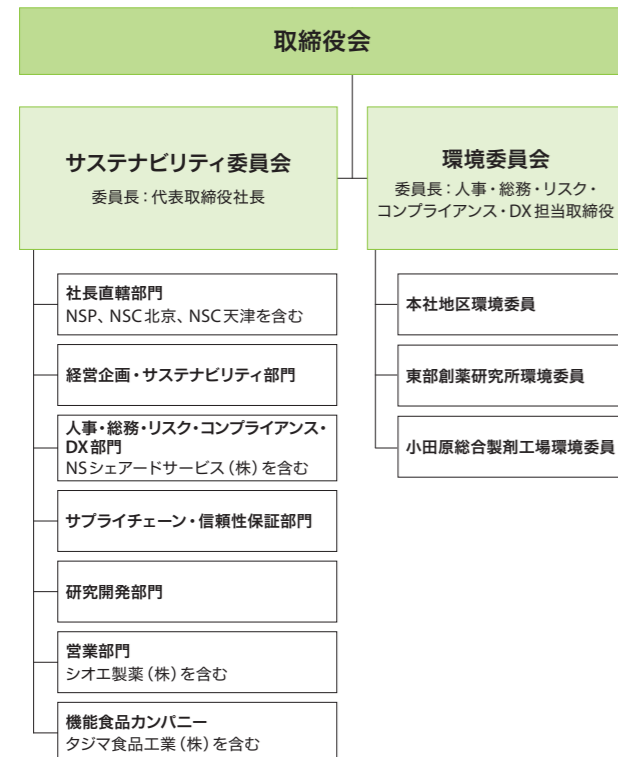 取締役会
サステナビリティ委員会
委員長：代表取締役社長
環境委員会
委員長：人事・総務・リスク・
コンプライアンス・DX担当取締役
社長直轄部門
NSP、NSC北京、NSC天津を含む
経営企画・サステナビリティ部門
人事・総務・リスク・コンプライアンス・
DX部門
NSシェアードサービス（株）を含む
サプライチェーン・信頼性保証部門
研究開発部門
営業部門
シオエ製薬（株）を含む
機能食品カンパニー
タジマ食品工業（株）を含む
本社地区環境委員
東部創薬研究所環境委員
小田原総合製剤工場環境委員